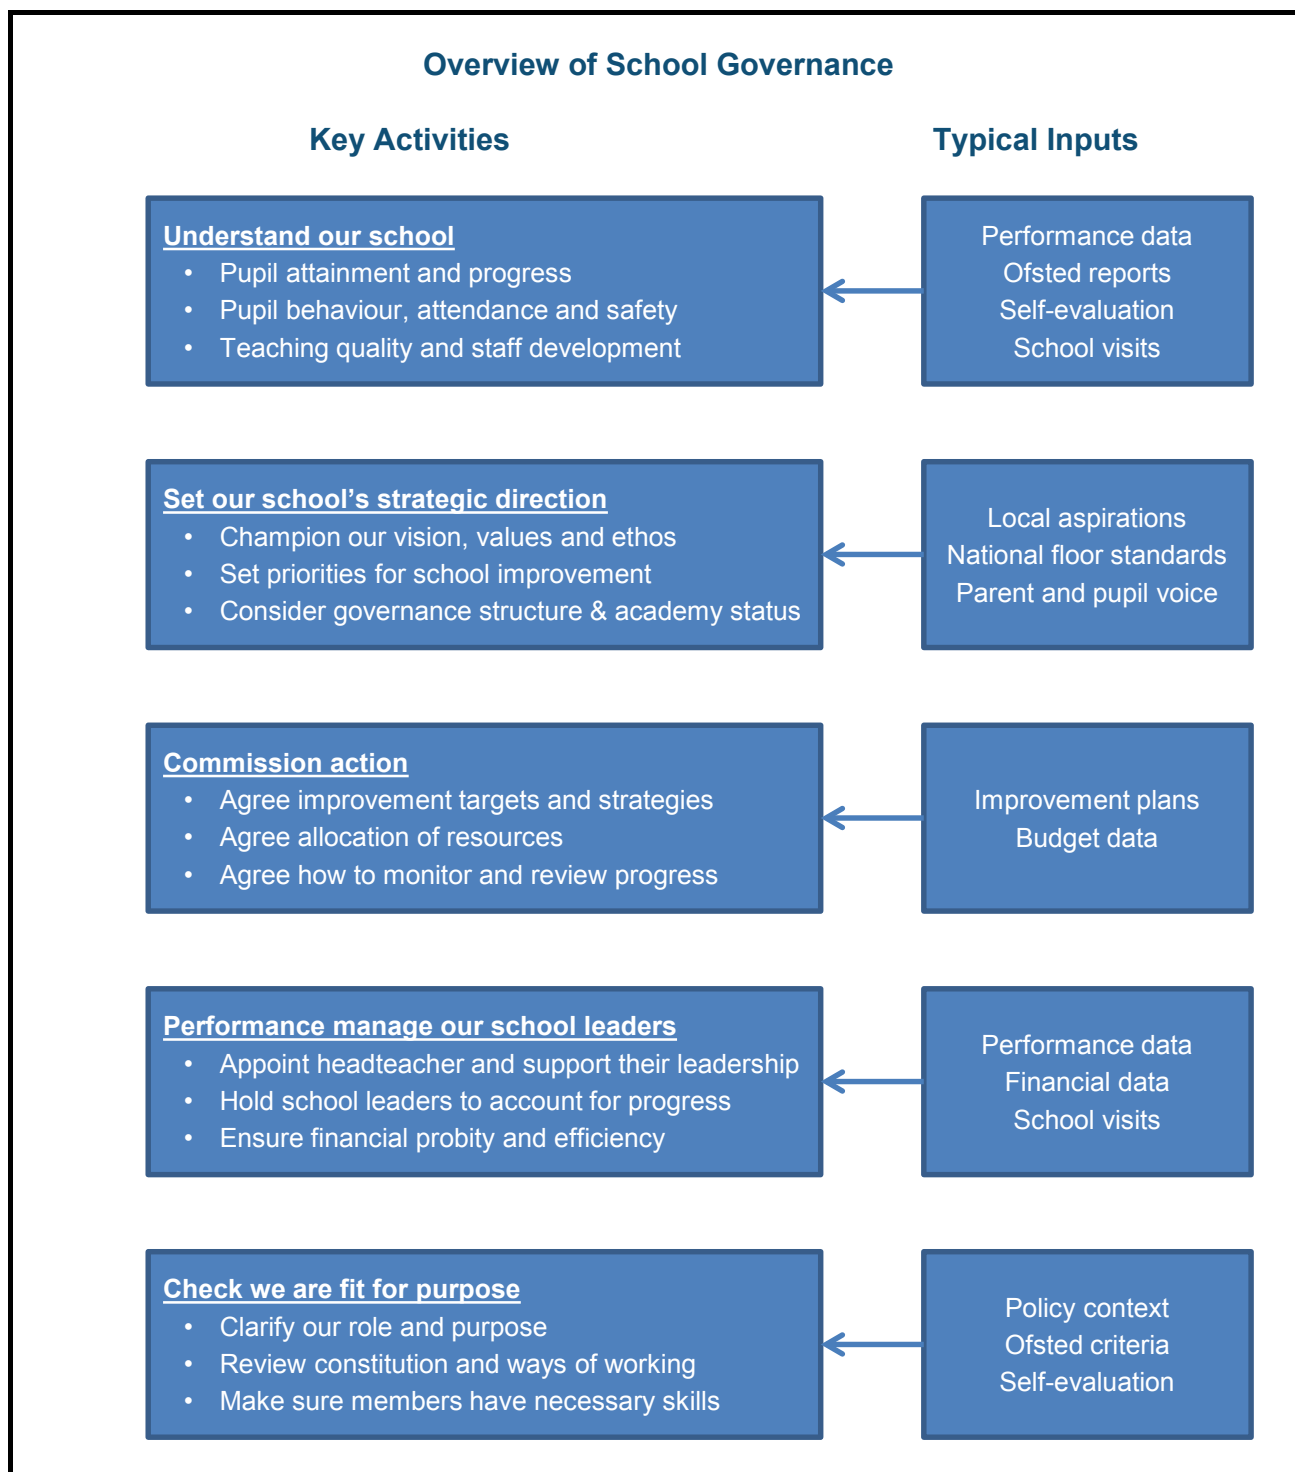 Overview of School Governance
Key Activities
Typical Inputs
Understand our school
• Pupil attainment and progress
• Pupil behaviour, attendance and safety
• Teaching quality and staff development
Performance data
Ofsted reports
Self-evaluation
School visits
Set our school’s strategic direction
• Champion our vision, values and ethos
• Set priorities for school improvement
• Consider governance structure & academy status
Local aspirations
National floor standards
Parent and pupil voice
Commission action
• Agree improvement targets and strategies
• Agree allocation of resources
• Agree how to monitor and review progress
Improvement plans
Budget data
Performance manage our school leaders
• Appoint headteacher and support their leadership
• Hold school leaders to account for progress
• Ensure financial probity and efficiency
Performance data
Financial data
School visits
Check we are fit for purpose
• Clarify our role and purpose
• Review constitution and ways of working
• Make sure members have necessary skills
Policy context
Ofsted criteria
Self-evaluation